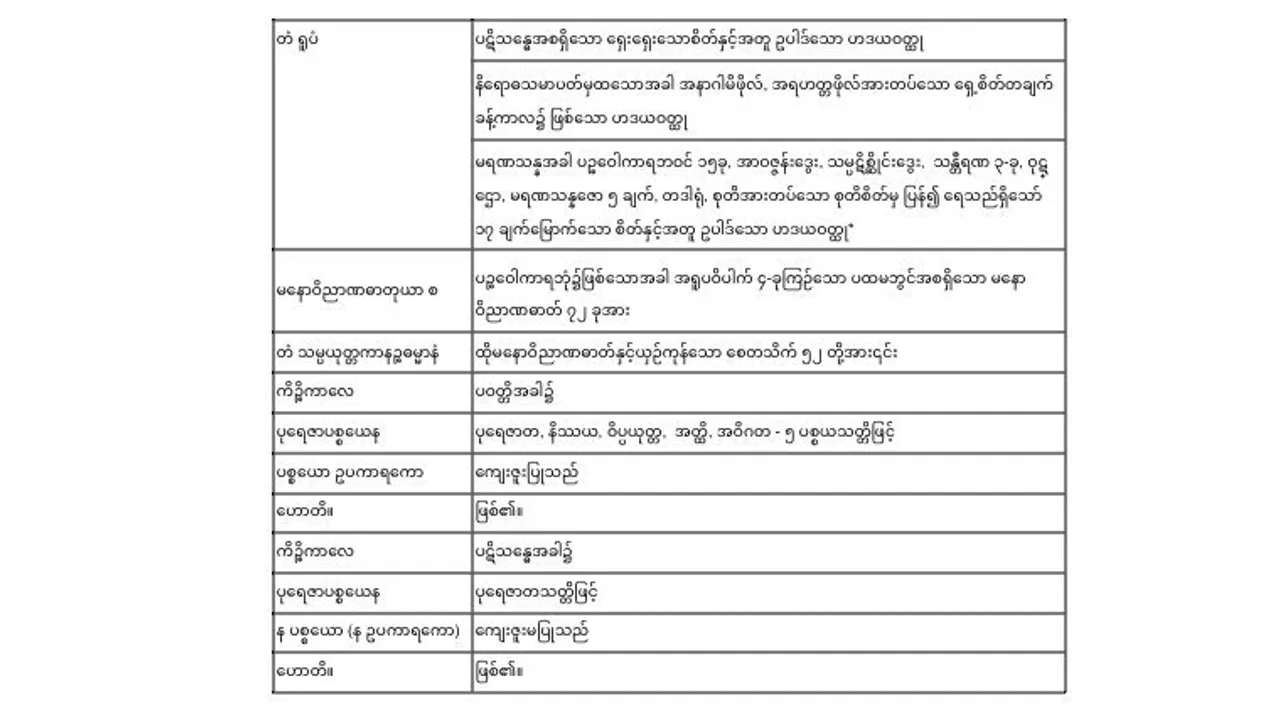 တံ ရူပံ
ပဋိသန္ဓေအစရှိသော ရှေးရှေးသောစိတ်နှင့်အတူ ဥပါဒ်သော ဟဒယဝတ္ထု
နိရောဓသမာပတ်မှထသောအခါ အနာဂါမိဖိုလ်, အရဟတ္တဖိုလ်အားတပ်သော ရှေ့စိတ်တချက်
ခန့်ကာလ၌ ဖြစ်သော ဟဒယဝတ္ထု
မရဏသန္နအခါ ပဥ္စဝေါကာရဘဝင် ၁၅ခု, အာဝဇ္ဇန်းဒွေး, သမ္ပဋိစ္ဆိုင်းဒွေး, သန္တီရဏ ၃-ခု, ဝုဋ္
ဌော, မရဏသန္နဇော ၅ ချက်, တဒါရုံ, စုတိအားတပ်သော စုတိစိတ်မှ ပြန်၍ ရေသည်ရှိသော်
၁၇ ချက်မြောက်သော စိတ်နှင့်အတူ ဥပါဒ်သော ဟဒယဝတ္ထု*
မနောဝိညာဏဓာတုယာ စ
ပဉ္စဝေါကာရဘုံ၌ဖြစ်သောအခါ အရူပဝိပါက် ၄-ခုကြဉ်သော ပထမဘွင်အစရှိသော မနော
ဝိညာဏဓာတ် ၇၂ ခုအား
တံ သမ္ပယုတ္တကာနဉ္စဓမ္မာနံ
ထိုမနောဝိညာဏဓာတ်နှင့်ယှဉ်ကုန်သော စေတသိက် ၅၂ တို့အား၎င်း
ကိဉ္စိကာလေ
ပဝတ္တိအခါ၌
ပုရေဇာပစ္စယေန
ပုရေဇာတ, နိဿယ, ဝိပ္ပယုတ္တ, အတ္ထိ, အဝိဂတ - ၅ ပစ္စယသတ္တိဖြင့်
ပစ္စယော ဥပကာရကော
ကျေးဇူးပြုသည်
ဟောတိ။
ဖြစ်၏။
ကိဉ္စိကာလေ
ပဋိသန္ဓေအခါ၌
ပုရေဇာပစ္စယေန
ပုရေဇာတသတ္တိဖြင့်
န ပစ္စယော (န ဥပကာရကော)
ကျေးဇူးမပြုသည်
ဟောတိ။
ဖြစ်၏။